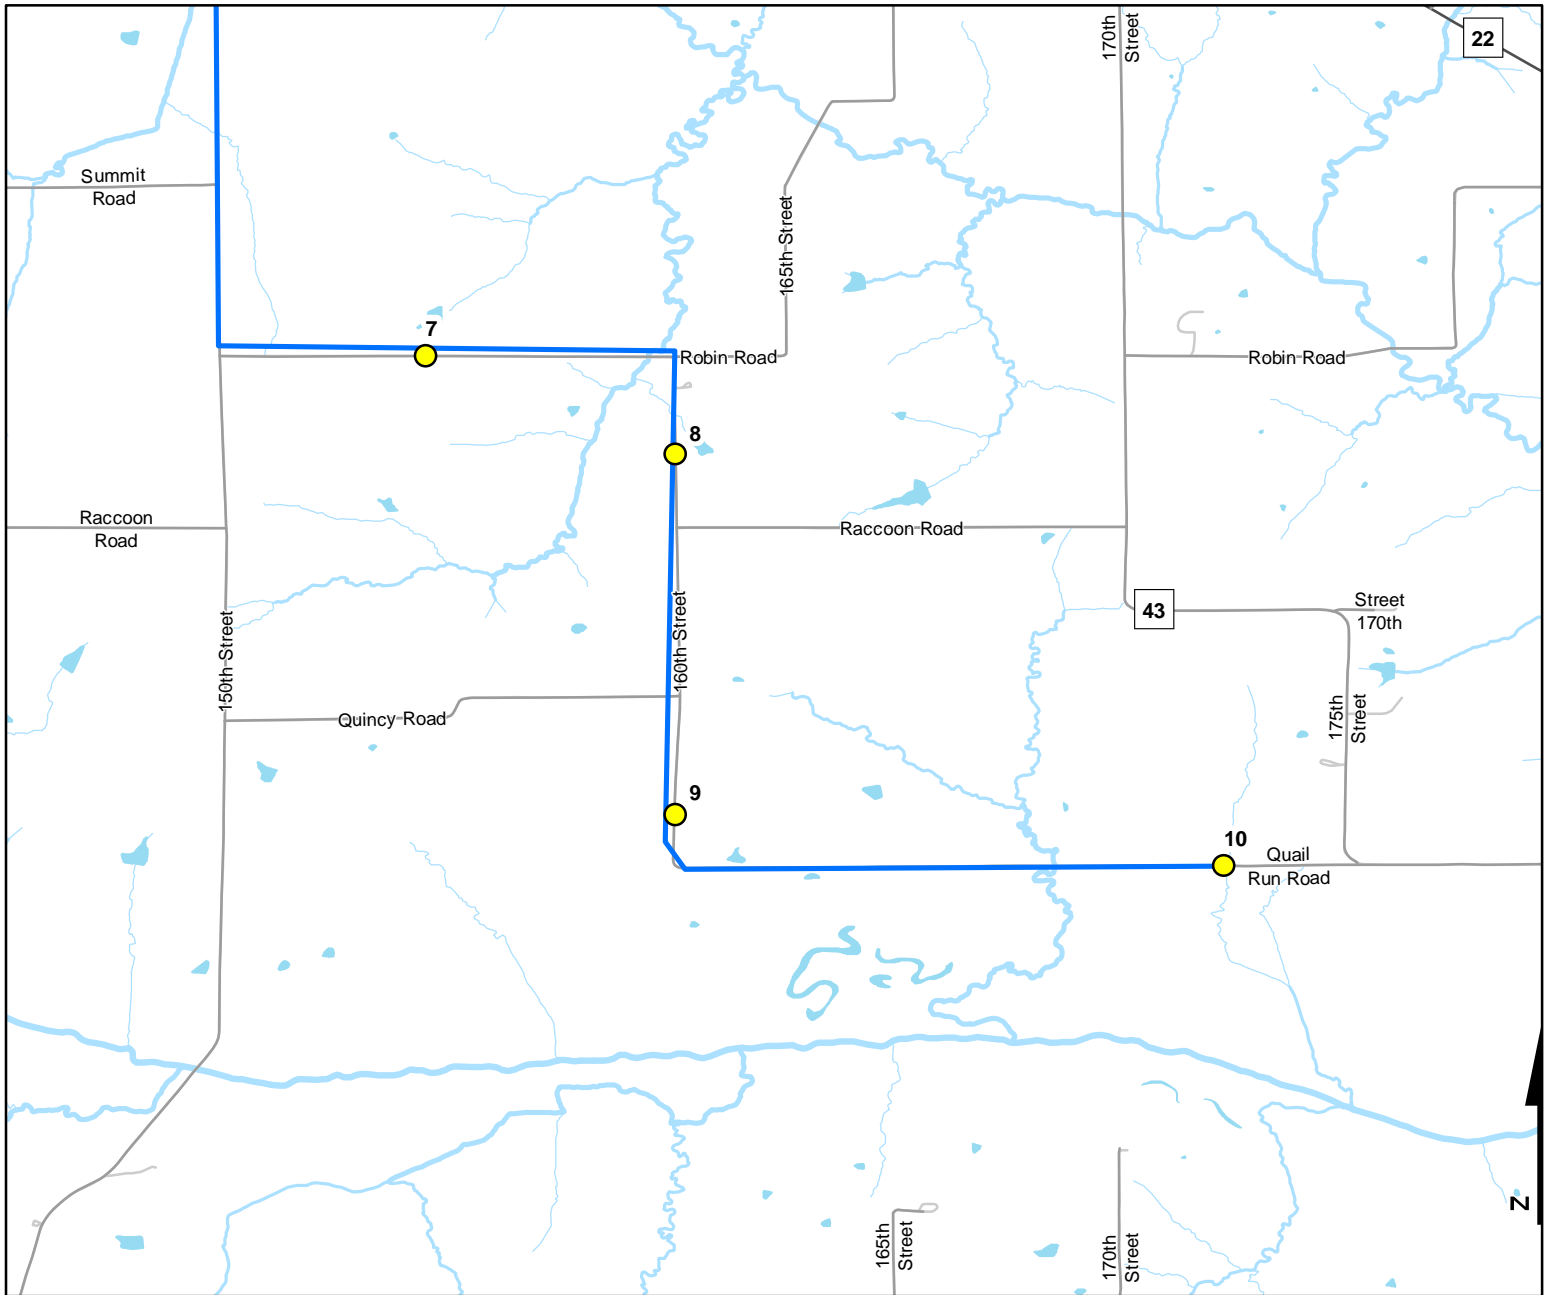 170th
Street
22
Summit
Road
165th Street
7
Robin Road
Robin Road
8
Raccoon
Road
Raccoon Road
150th Street
160th Street
43
Street
170th
Quincy Road
175th
Street
9
10
Quail
Run Road
165th
Street
170th
Street
N